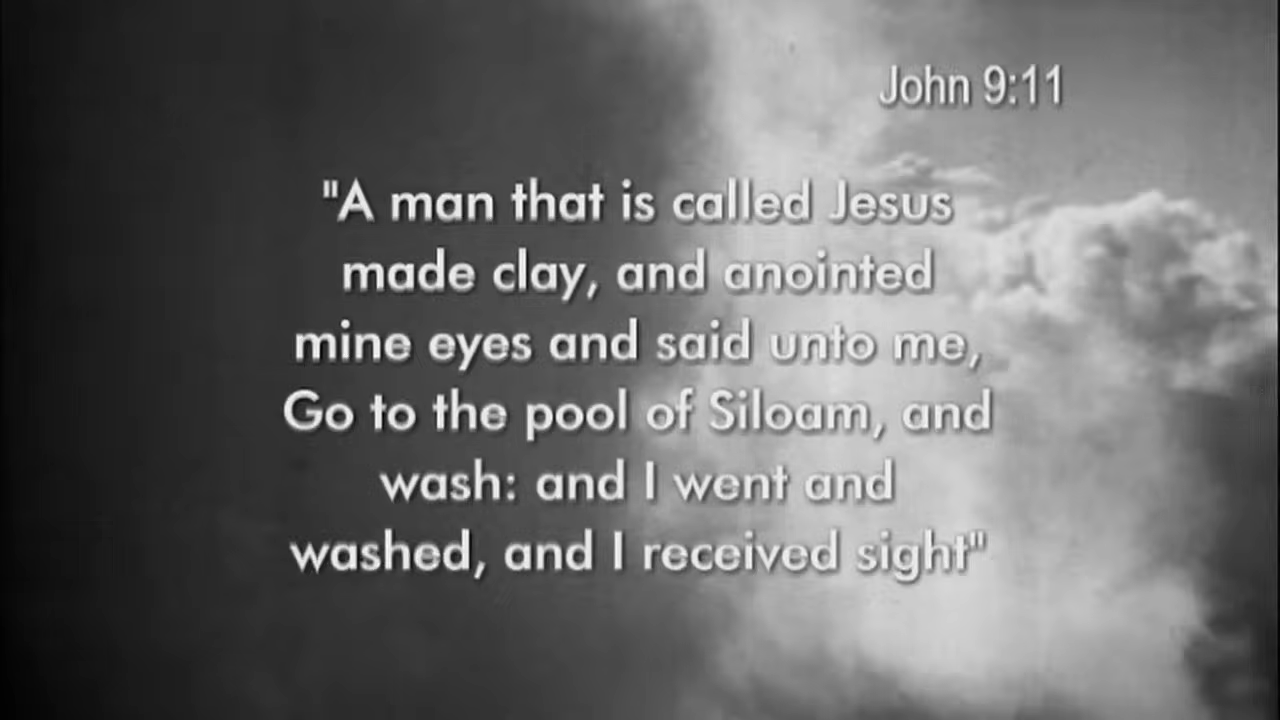 John 9:11
"A man that is called Jesus
made clay, and anointed
mine eyes and said unto me,
Go to the pool of Siloam, and
wash: and I went and
washed, and I received sight"